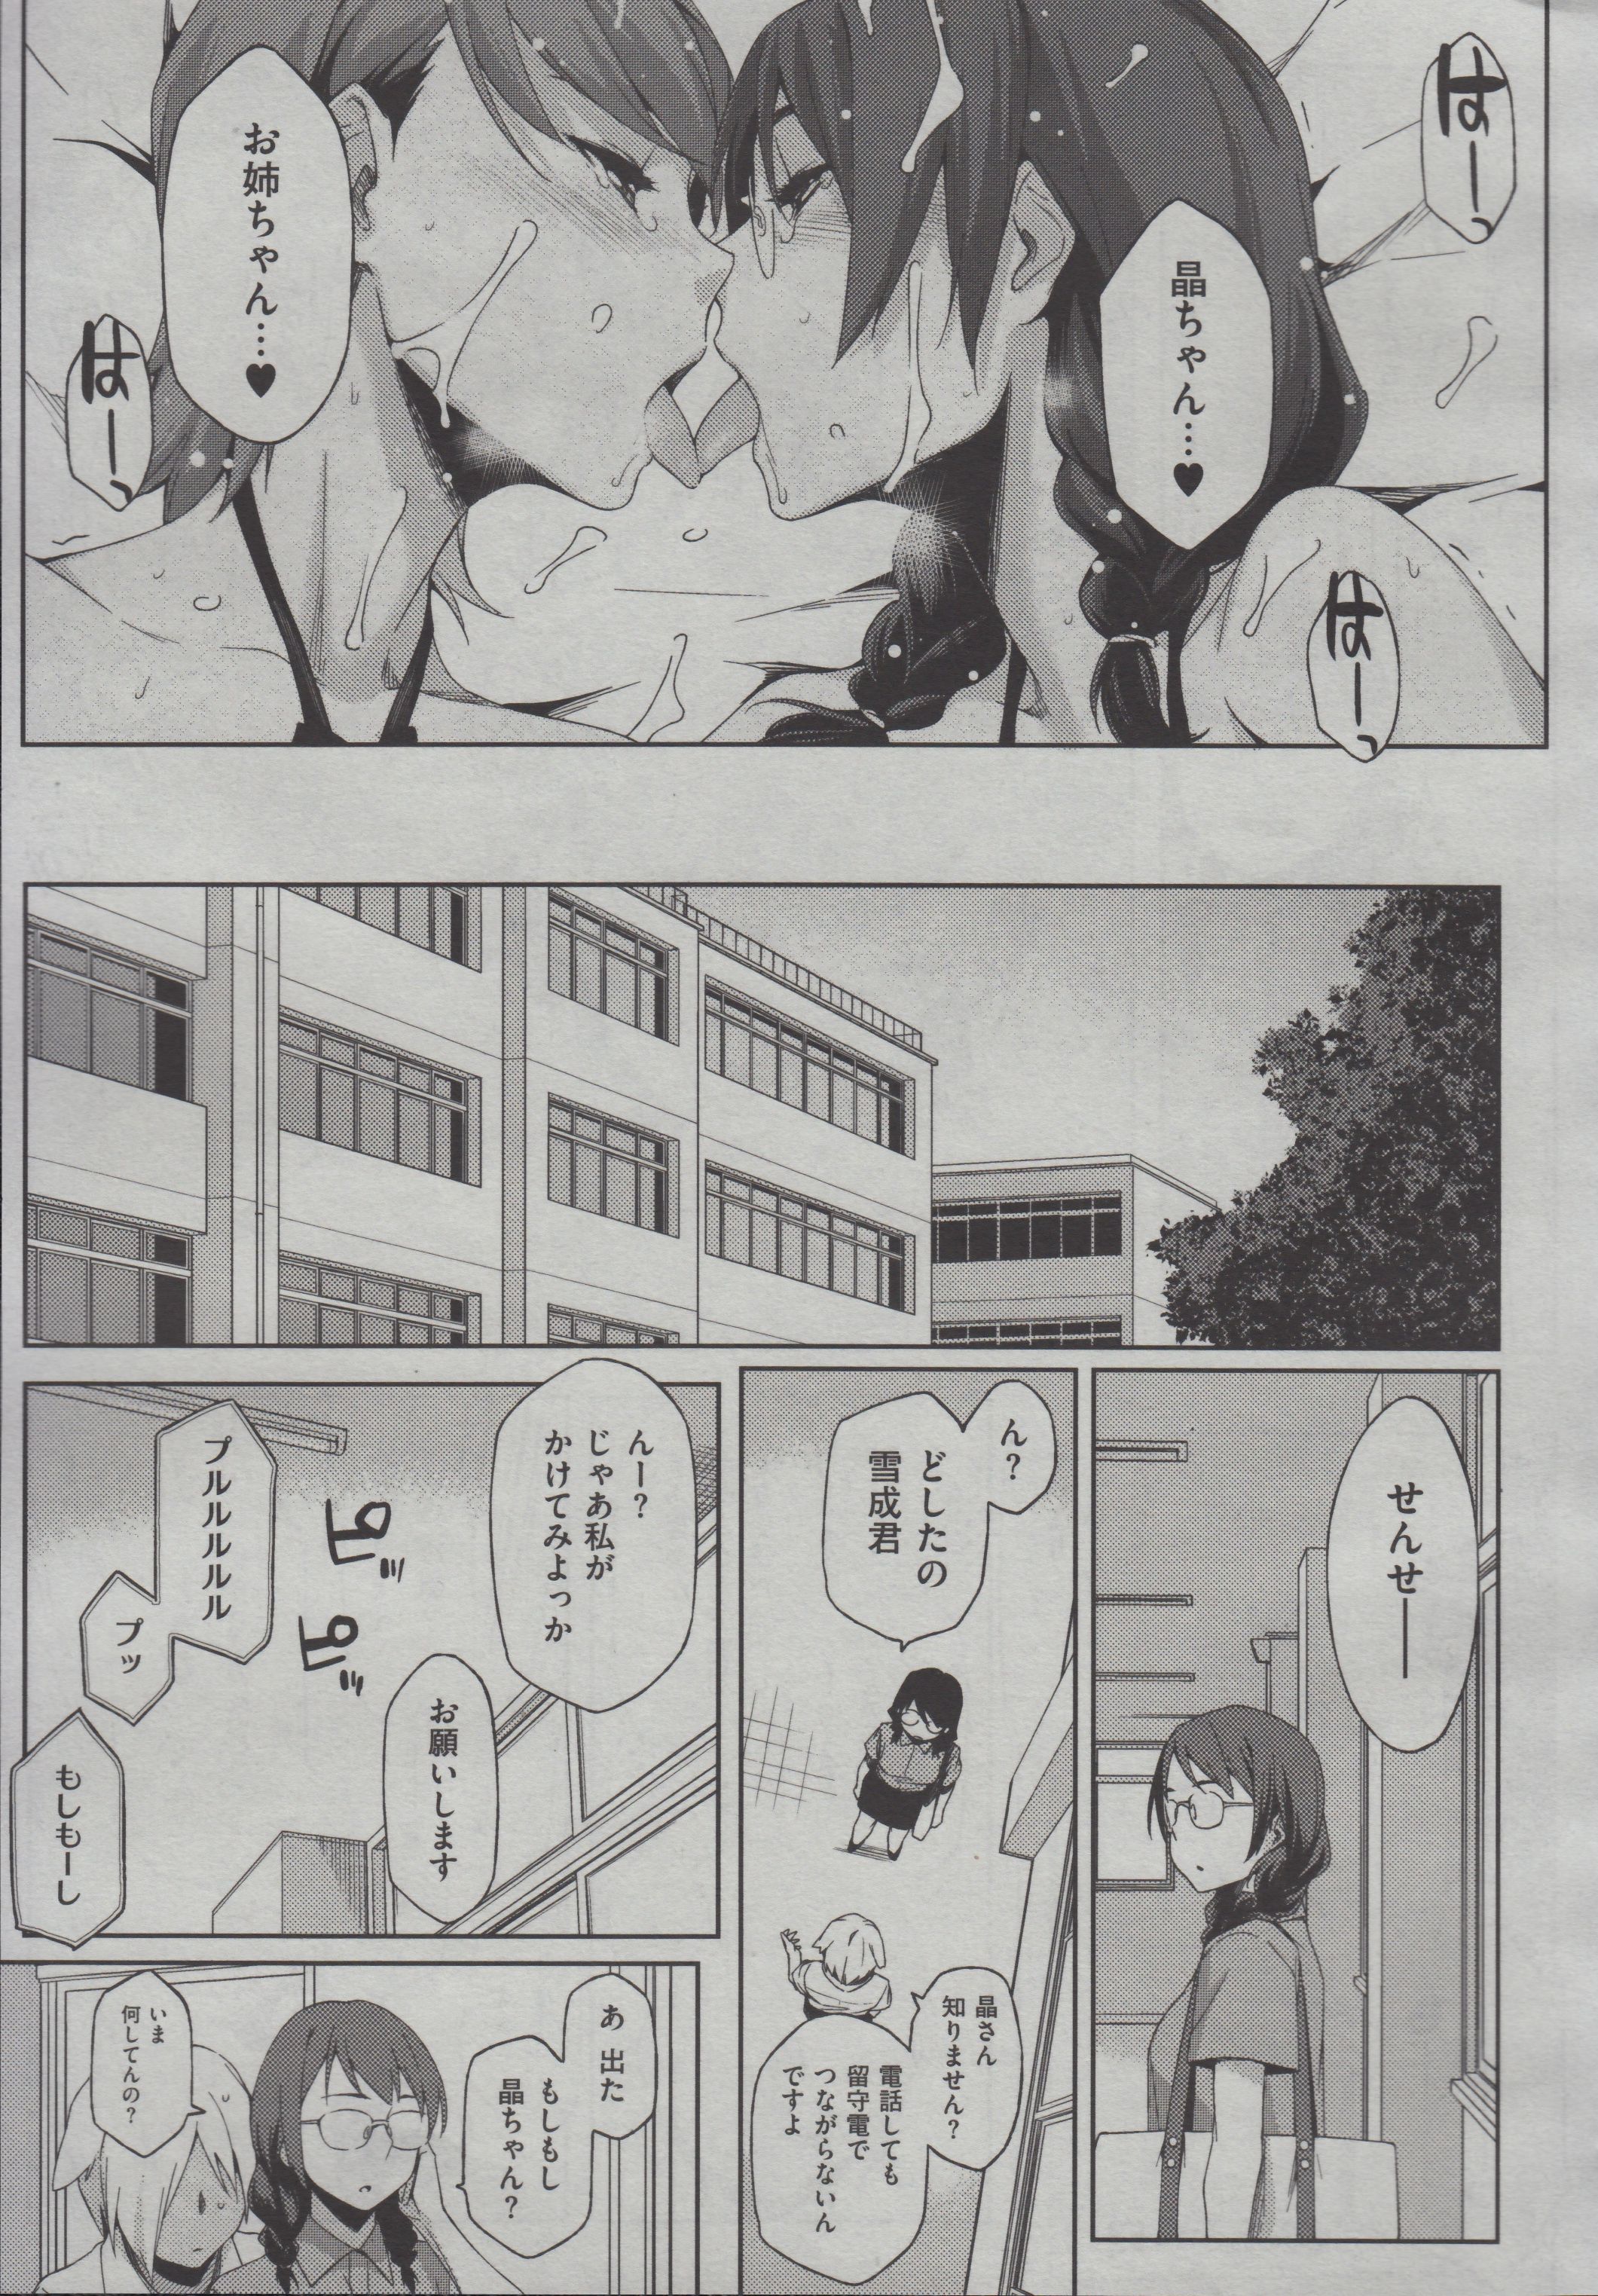 はーっ
晶ちゃん…♥
はーっ
お姉ちゃん…♥
はーっ
せんせ――
ん？
どしたの
雪成君
晶さん
知りません？
電話しても
留守電で
つながらないん
ですよ
んー？
じゃあ私が
かけてみよっか
お願いします
ピッ
ピッ
プルルルルル
プッ
もしもーし
あ 出た
もしもし
晶ちゃん？
いま
何してんの？